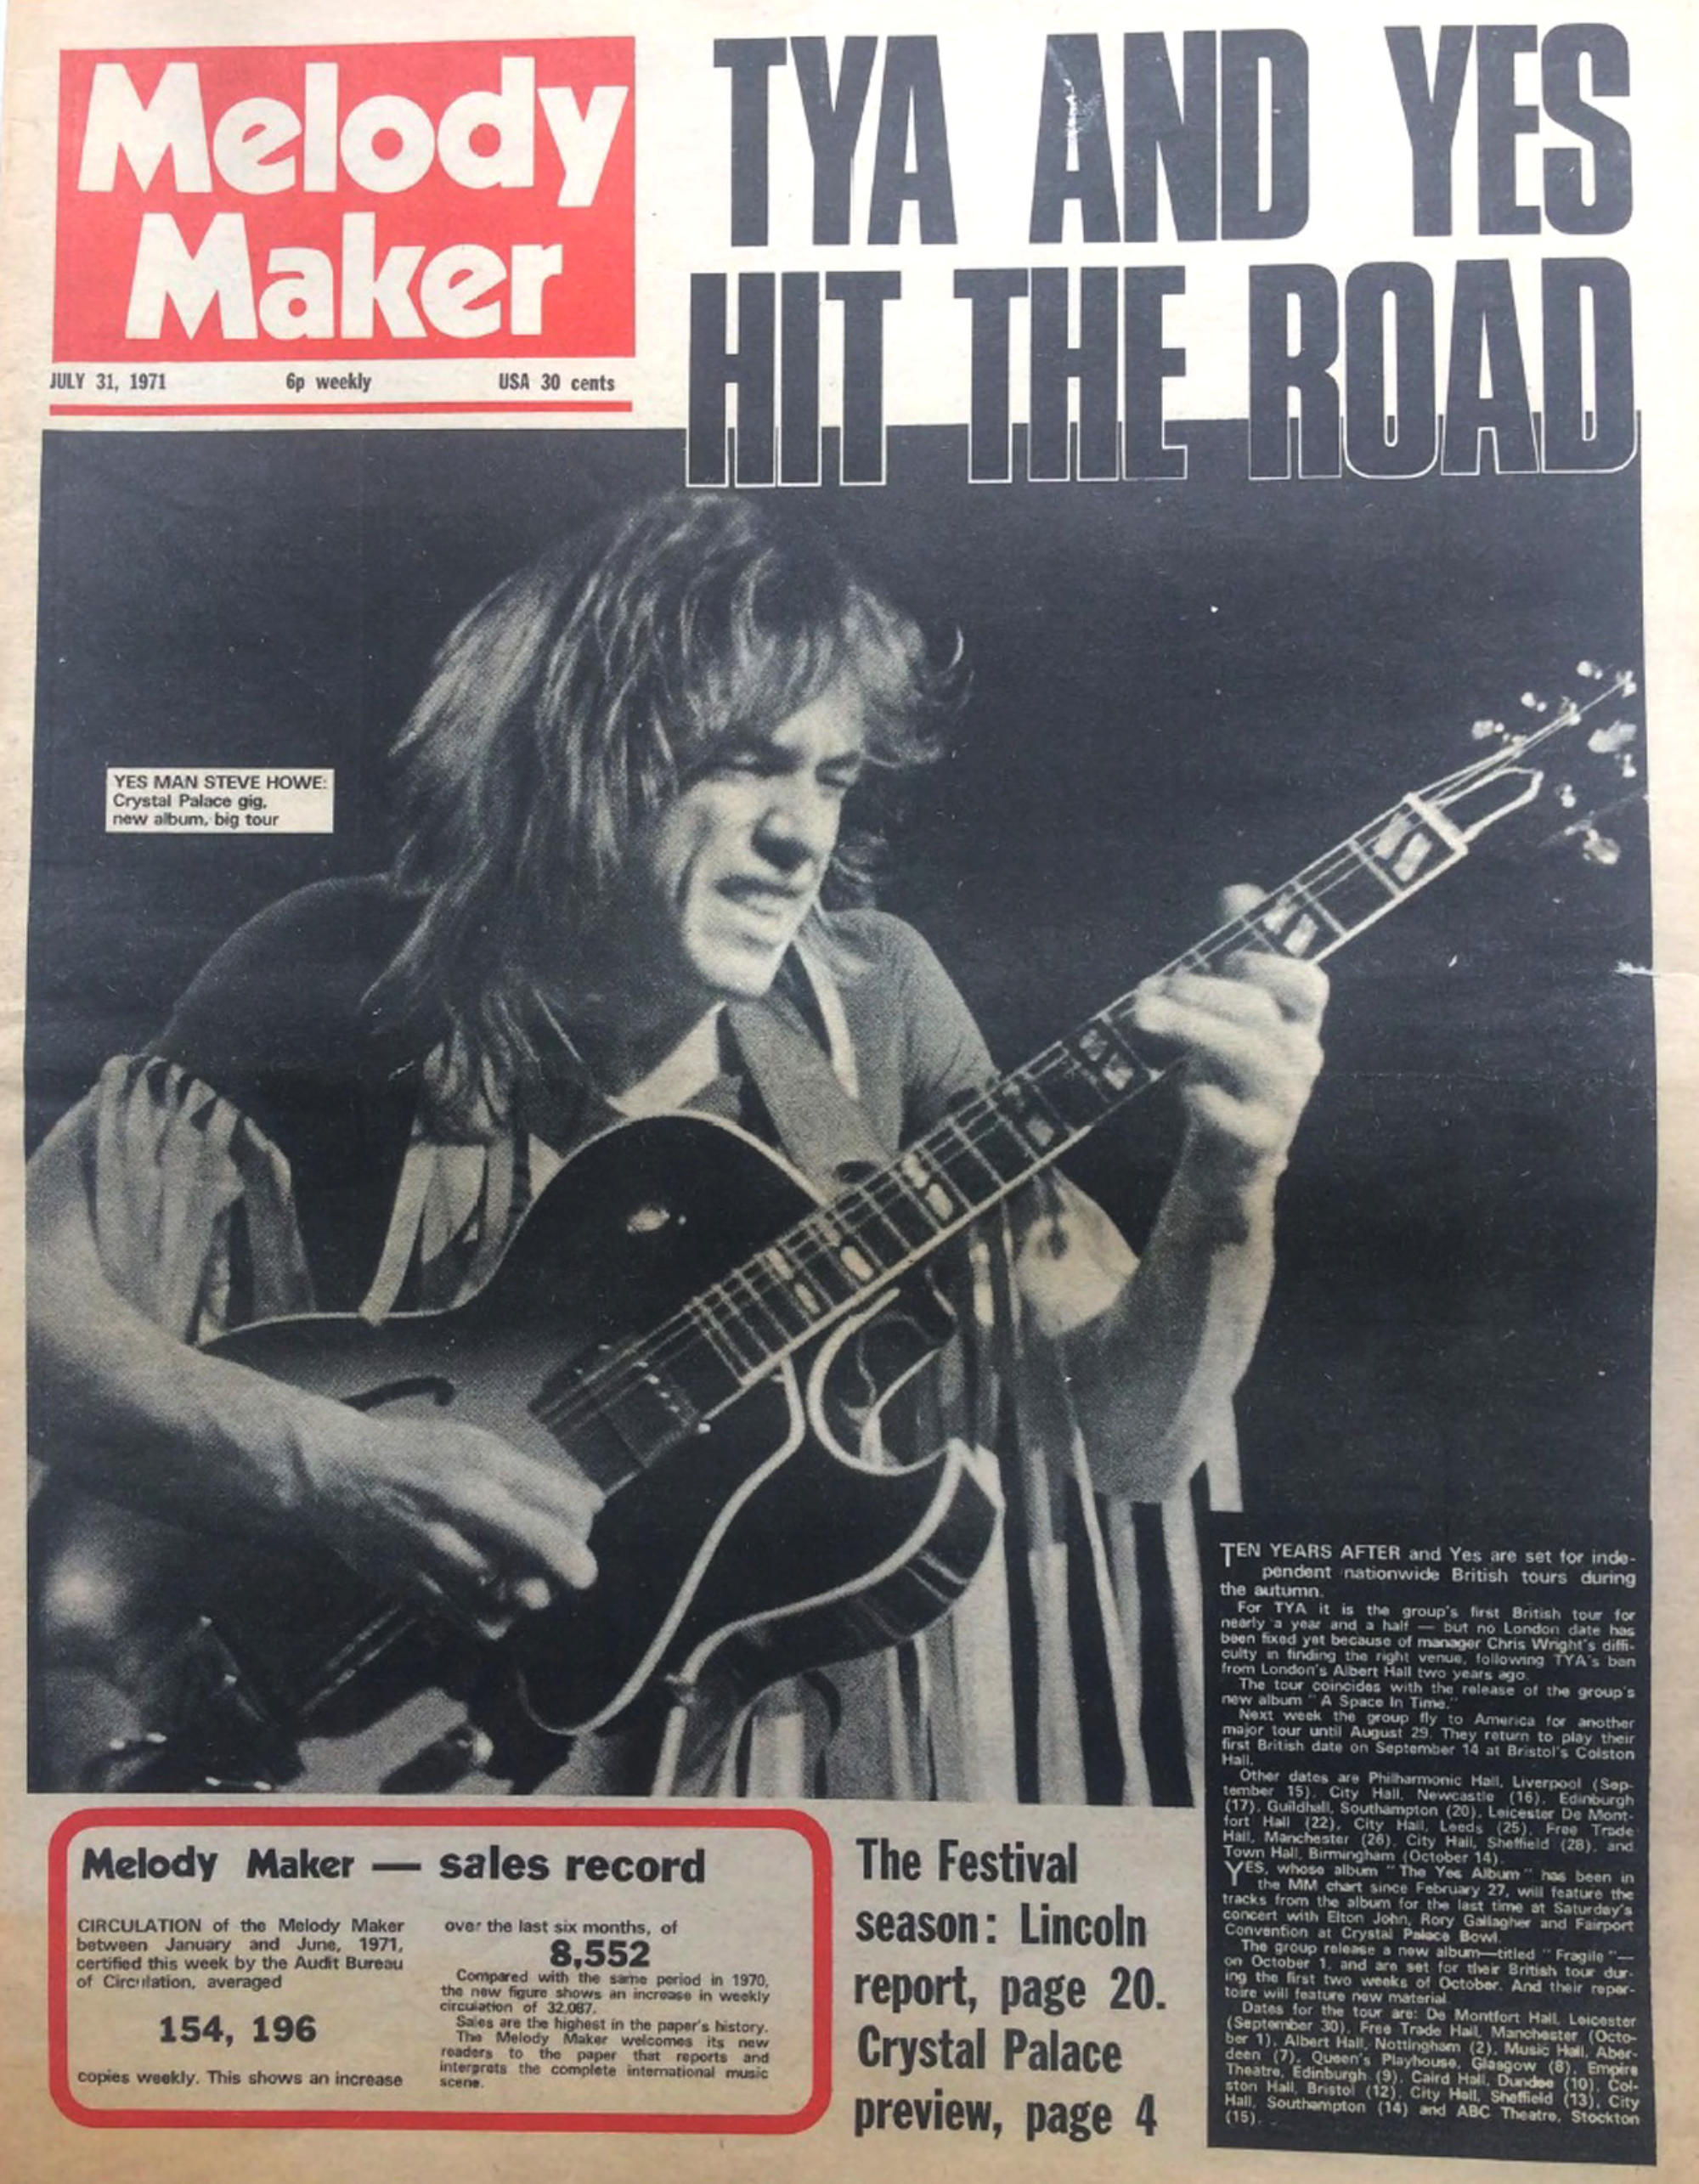 Melody
Maker
JULY 31, 1971 6p weekly USA 30 cents
TYA AND YES
HIT THE ROAD
YES MAN STEVE HOWE:
Crystal Palace gig,
new album, big tour
Melody Maker — sales record
CIRCULATION of the Melody Maker
between January and June, 1971,
certified this week by the Audit Bureau
of Circulation, averaged
154, 196
copies weekly. This shows an increase
over the last six months, of
8,552
Compared with the same period in 1970,
the new figure shows an increase in weekly
circulation of 32,087.
Sales are the highest in the paper's history.
The Melody Maker welcomes its new
readers to the paper that reports and
interprets the complete international music
scene.
The Festival
season: Lincoln
report, page 20.
Crystal Palace
preview, page 4
TEN YEARS AFTER and Yes are set for inde-
pendent nationwide British tours during
the autumn.
For TYA it is the group's first British tour for
nearly a year and a half — but no London date has
been fixed yet because of manager Chris Wright's diffi-
culty in finding the right venue, following TYA's ban
from London's Albert Hall two years ago.
The tour coincides with the release of the group's
new album "A Space In Time."
Next week the group fly to America for another
major tour until August 29. They return to play their
first British date on September 14 at Bristol's Colston
Hall.
Other dates are Philharmonic Hall, Liverpool (Sep-
tember 15), City Hall, Newcastle (16), Edinburgh
(17), Guildhall, Southampton (20), Leicester De Mont-
fort Hall (22), City Hall, Leeds (25), Free Trade
Hall, Manchester (26), City Hall, Sheffield (28), and
Town Hall, Birmingham (October 14).
YES, whose album "The Yes Album" has been in
the MM chart since February 27, will feature the
tracks from the album for the last time at Saturday's
concert with Elton John, Rory Gallagher and Fairport
Convention at Crystal Palace Bowl.
The group release a new album—titled "Fragile"—
on October 1, and are set for their British tour dur-
ing the first two weeks of October. And their reper-
toire will feature new material.
Dates for the tour are: De Montfort Hall, Leicester
(September 30), Free Trade Hall, Manchester (Octo-
ber 1), Albert Hall, Nottingham (2), Music Hall, Aber-
deen (7), Queen's Playhouse, Glasgow (8), Empire
Theatre, Edinburgh (9), Caird Hall, Dundee (10), Col-
ston Hall, Bristol (12), City Hall, Sheffield (13), City
Hall, Southampton (14) and ABC Theatre, Stockton
(15).